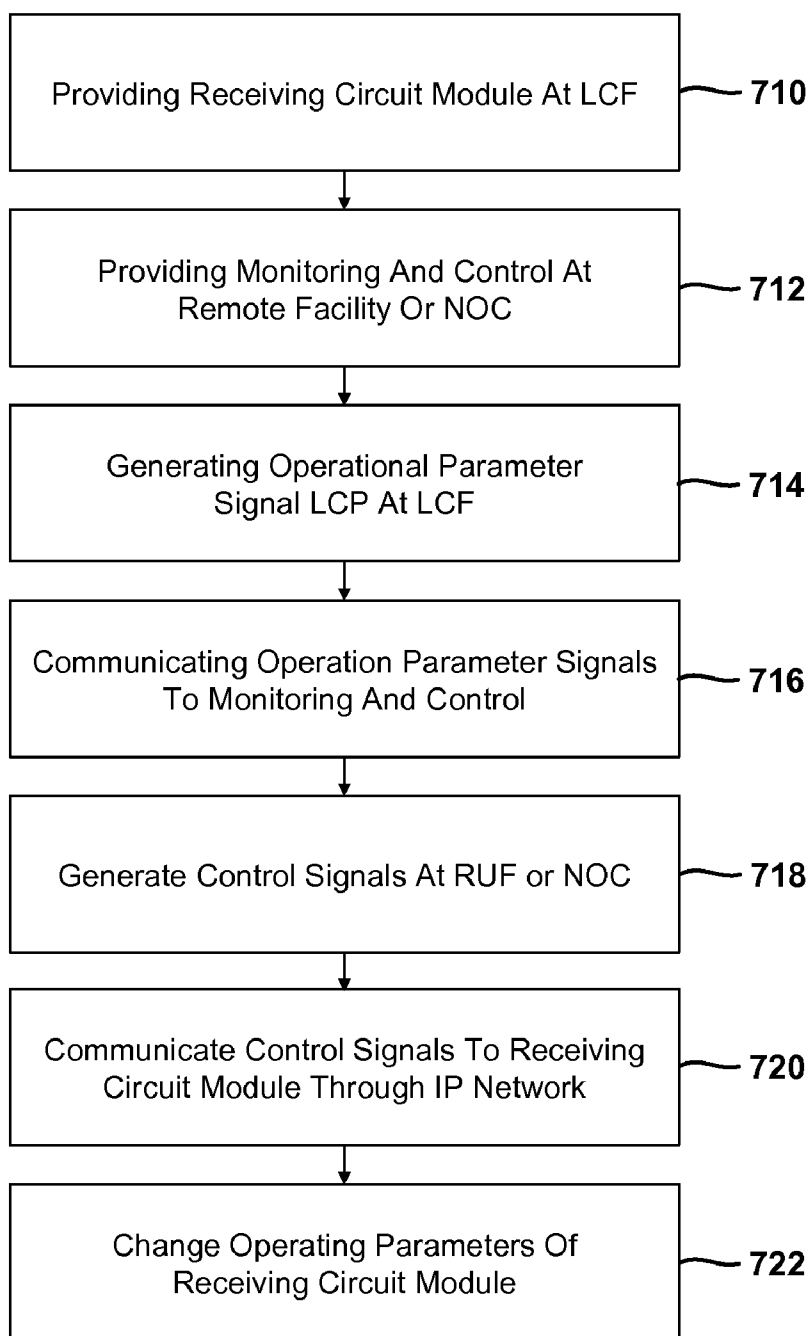 Providing Receiving Circuit Module At LCF
710
Providing Monitoring And Control At
Remote Facility Or NOC
712
Generating Operational Parameter
Signal LCP At LCF
714
Communicating Operation Parameter Signals
To Monitoring And Control
716
Generate Control Signals At RUF or NOC
718
Communicate Control Signals To Receiving
Circuit Module Through IP Network
720
Change Operating Parameters Of
Receiving Circuit Module
722